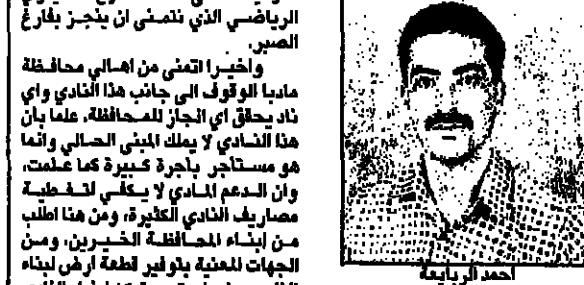 الرياضي الذي نتمنى ان ينجز بفارغ
الصبر.
واخيرا اتمنى من اهالي محافظة
مادبا الوقوف الى جانب هذا النادي واي
ناد يحقق اي انجاز للمحافظة، علما بان
هذا النادي لا يملك المبنى الحالي وانما
هو مستأجر بأجرة كبيرة كما علمت،
وان الدعم المادي لا يكفي لتغطية
مصاريف النادي الكثيرة، ومن هنا اطلب
من ابناء المحافظة الخيرين، ومن
الجهات المعنية بتوفير قطعة ارض لبناء
احمد الربايعة